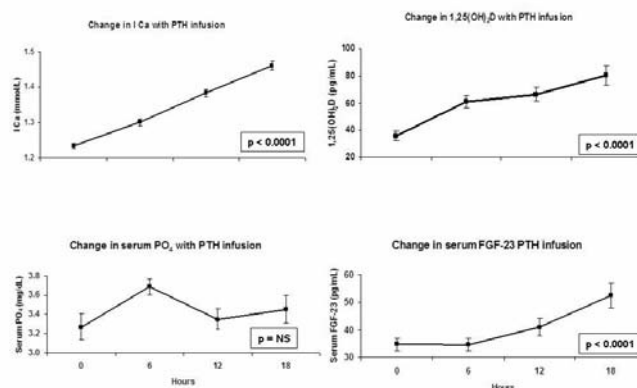 Change in I Ca with PTH infusion
I Ca (mmol/L)
1.5
1.4
1.3
1.2
p < 0.0001
Change in 1,25(OH)₂D with PTH infusion
1,25(OH)₂D (pg/mL)
100
80
60
40
20
p < 0.0001
Change in serum PO₄ with PTH infusion
Serum PO₄ (mg/dL)
3.8
3.6
3.4
3.2
3.0
p = NS
0 6 12 18
Hours
Change in serum FGF-23 PTH infusion
Serum FGF-23 (pg/mL)
60
50
40
30
p < 0.0001
0 6 12 18
Hours